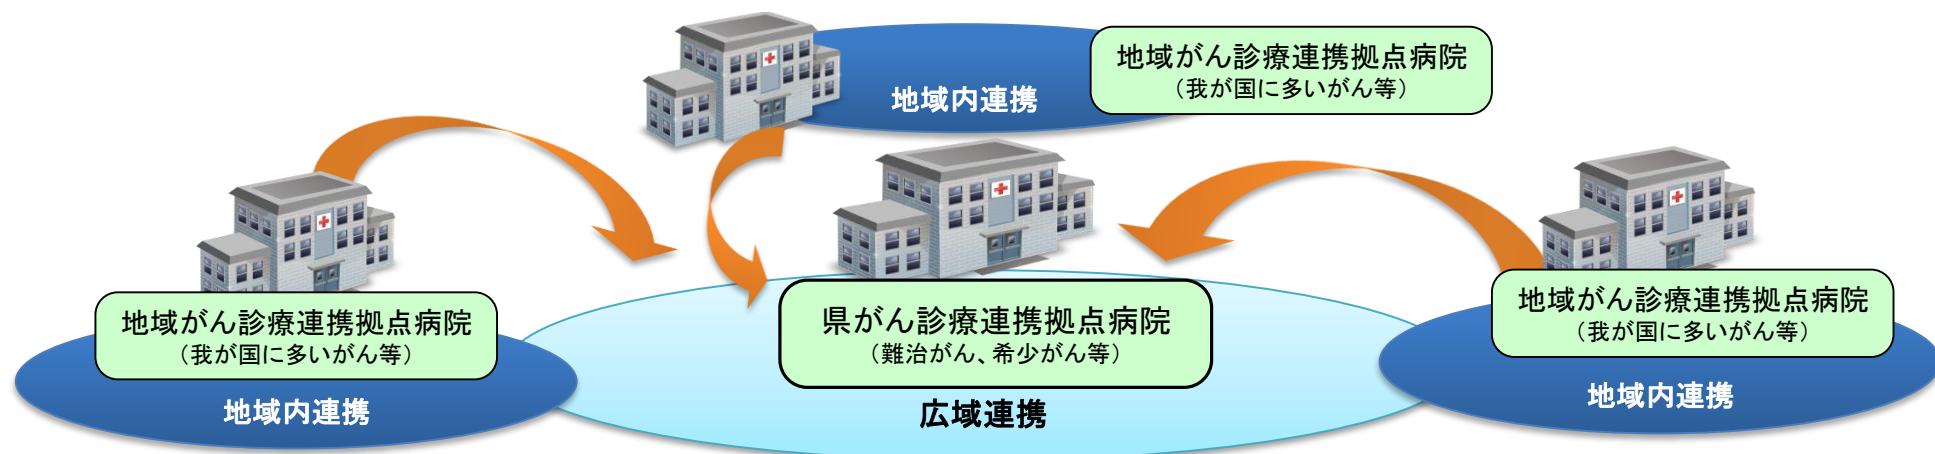 地域がん診療連携拠点病院
（我が国に多いがん等）
地域内連携
地域がん診療連携拠点病院
（我が国に多いがん等）
地域内連携
県がん診療連携拠点病院
（難治がん、希少がん等）
広域連携
地域がん診療連携拠点病院
（我が国に多いがん等）
地域内連携